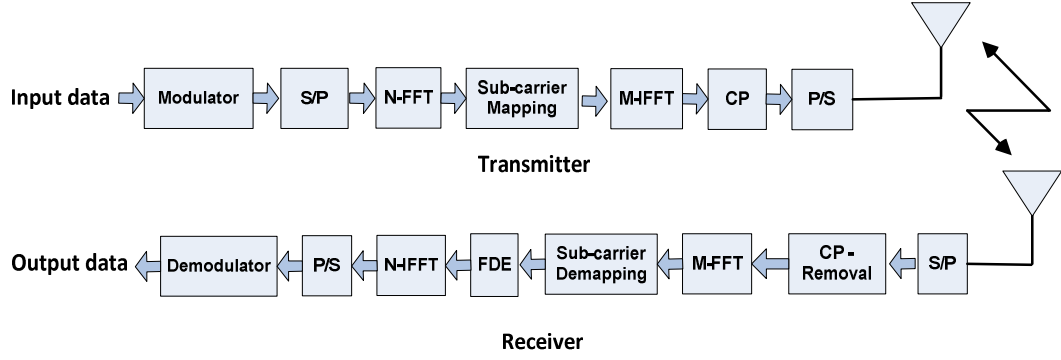 Input data
Modulator
S/P
N-FFT
Sub-carrier
Mapping
M-IFFT
CP
P/S
Transmitter
Output data
Demodulator
P/S
N-IFFT
FDE
Sub-carrier
Demapping
M-FFT
CP -
Removal
S/P
Receiver